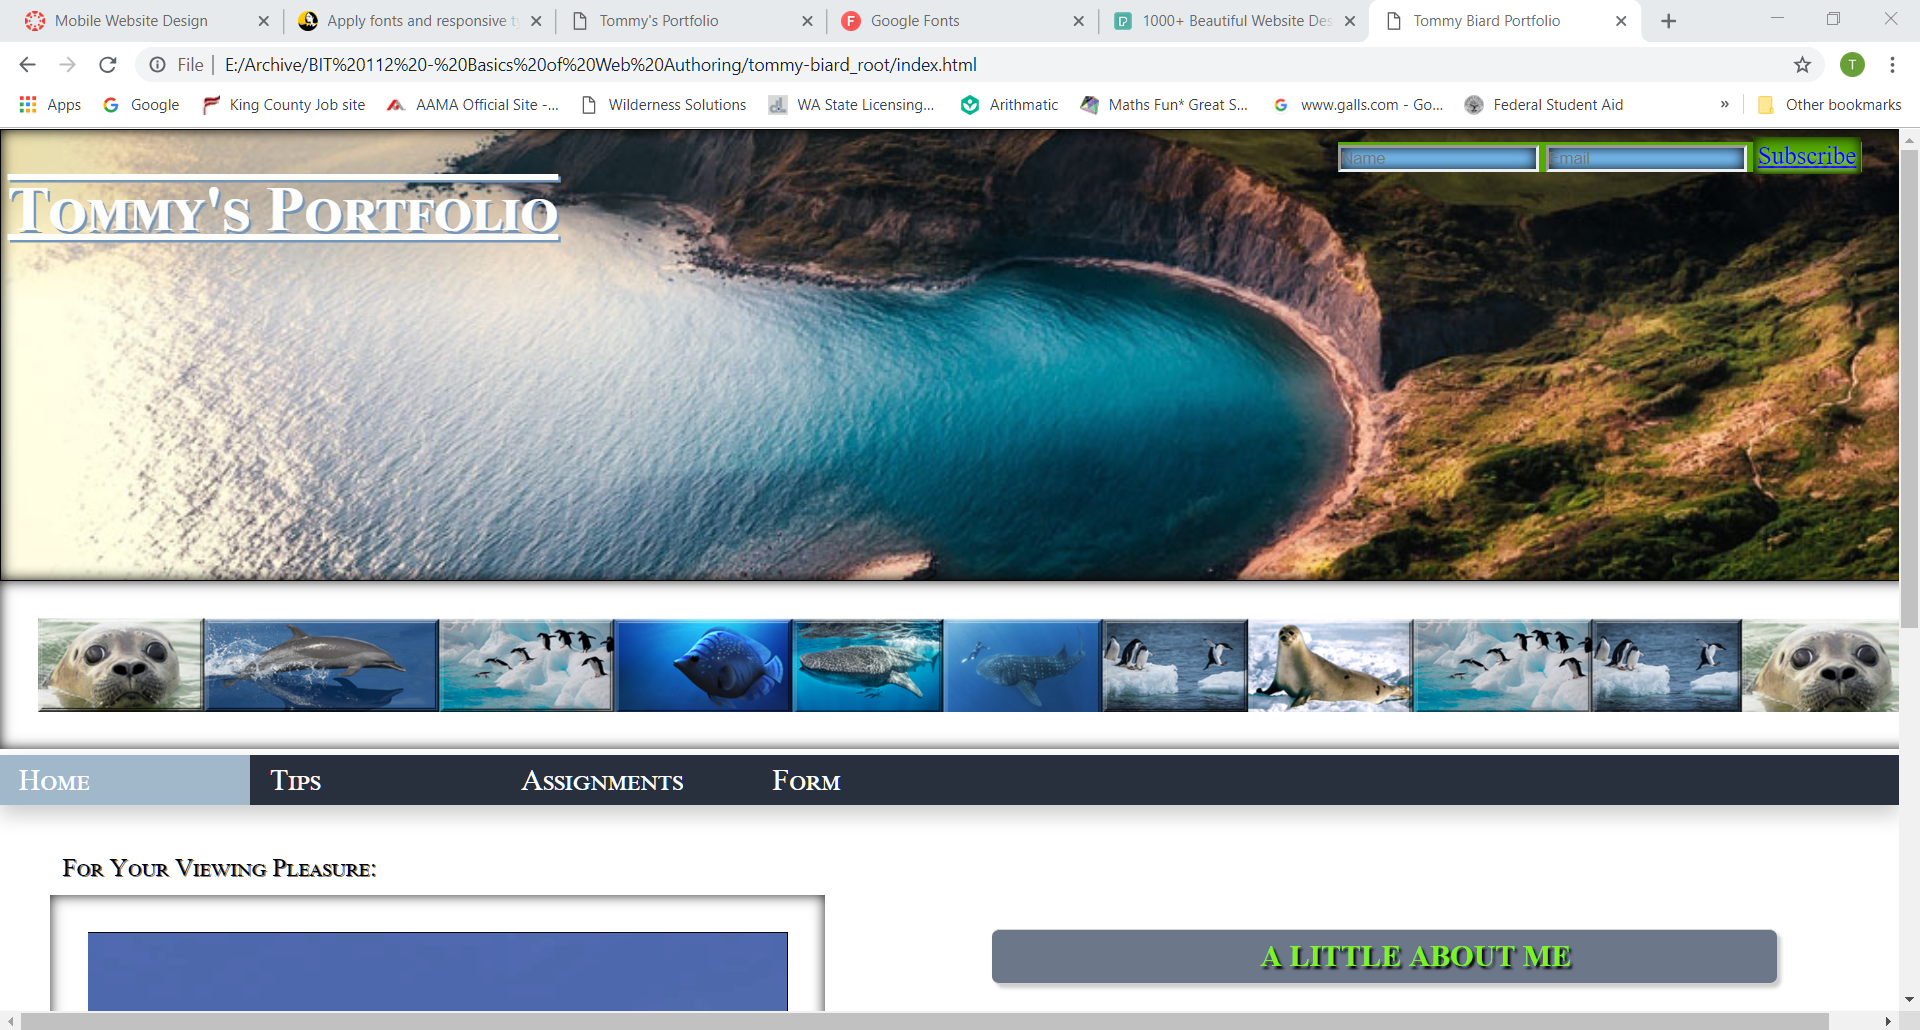 Mobile Website Design
Apply fonts and responsive ty
Tommy's Portfolio
Google Fonts
1000+ Beautiful Website Des
Tommy Biard Portfolio
File | E:/Archive/BIT%20112%20-%20Basics%20of%20Web%20Authoring/tommy-biard_root/index.html
T
Apps
Google
King County Job site
AAMA Official Site -...
Wilderness Solutions
WA State Licensing...
Arithmatic
Maths Fun* Great S...
www.galls.com - Go...
Federal Student Aid
»
Other bookmarks
Name
Email
Subscribe
Tommy's Portfolio
Home
Tips
Assignments
Form
For Your Viewing Pleasure:
A LITTLE ABOUT ME